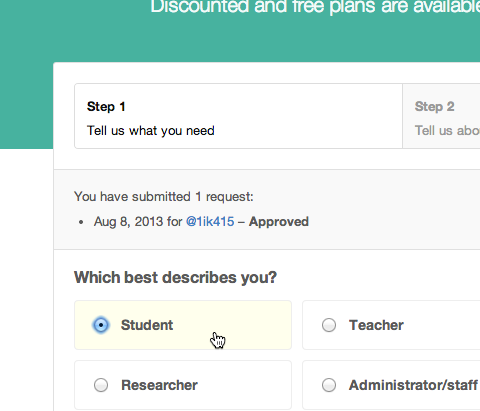 Discounted and free plans are available
Step 1
Tell us what you need
Step 2
Tell us abo
You have submitted 1 request:
• Aug 8, 2013 for @1ik415 – Approved
Which best describes you?
Student
Teacher
Researcher
Administrator/staff